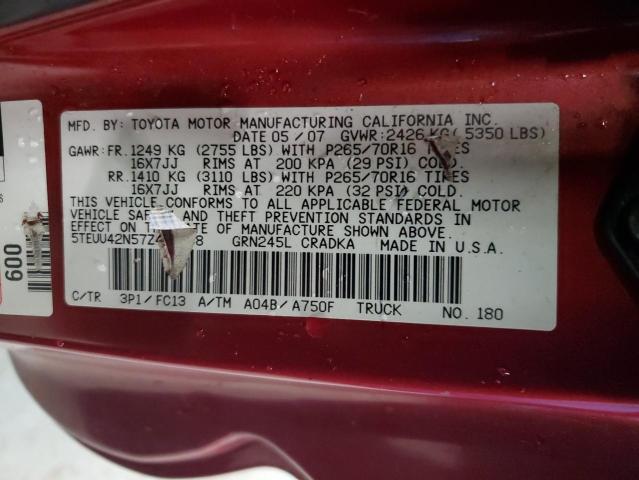 MFD. BY: TOYOTA MOTOR MANUFACTURING CALIFORNIA INC.
DATE 05 / 07 GVWR: 2426 KG( 5350 LBS)
GAWR: FR. 1249 KG (2755 LBS) WITH P265/70R16 TIRES
16X7JJ RIMS AT 200 KPA (29 PSI) COLD.
RR. 1410 KG (3110 LBS) WITH P265/70R16 TIRES
16X7JJ RIMS AT 220 KPA (32 PSI) COLD.
THIS VEHICLE CONFORMS TO ALL APPLICABLE FEDERAL MOTOR
VEHICLE SAFETY AND THEFT PREVENTION STANDARDS IN
EFFECT ON THE DATE OF MANUFACTURE SHOWN ABOVE.
GRN245L CRADKA MADE IN U.S.A.
C/TR 3P1 / FC13 A/TM A04B / A750F TRUCK NO. 180
600